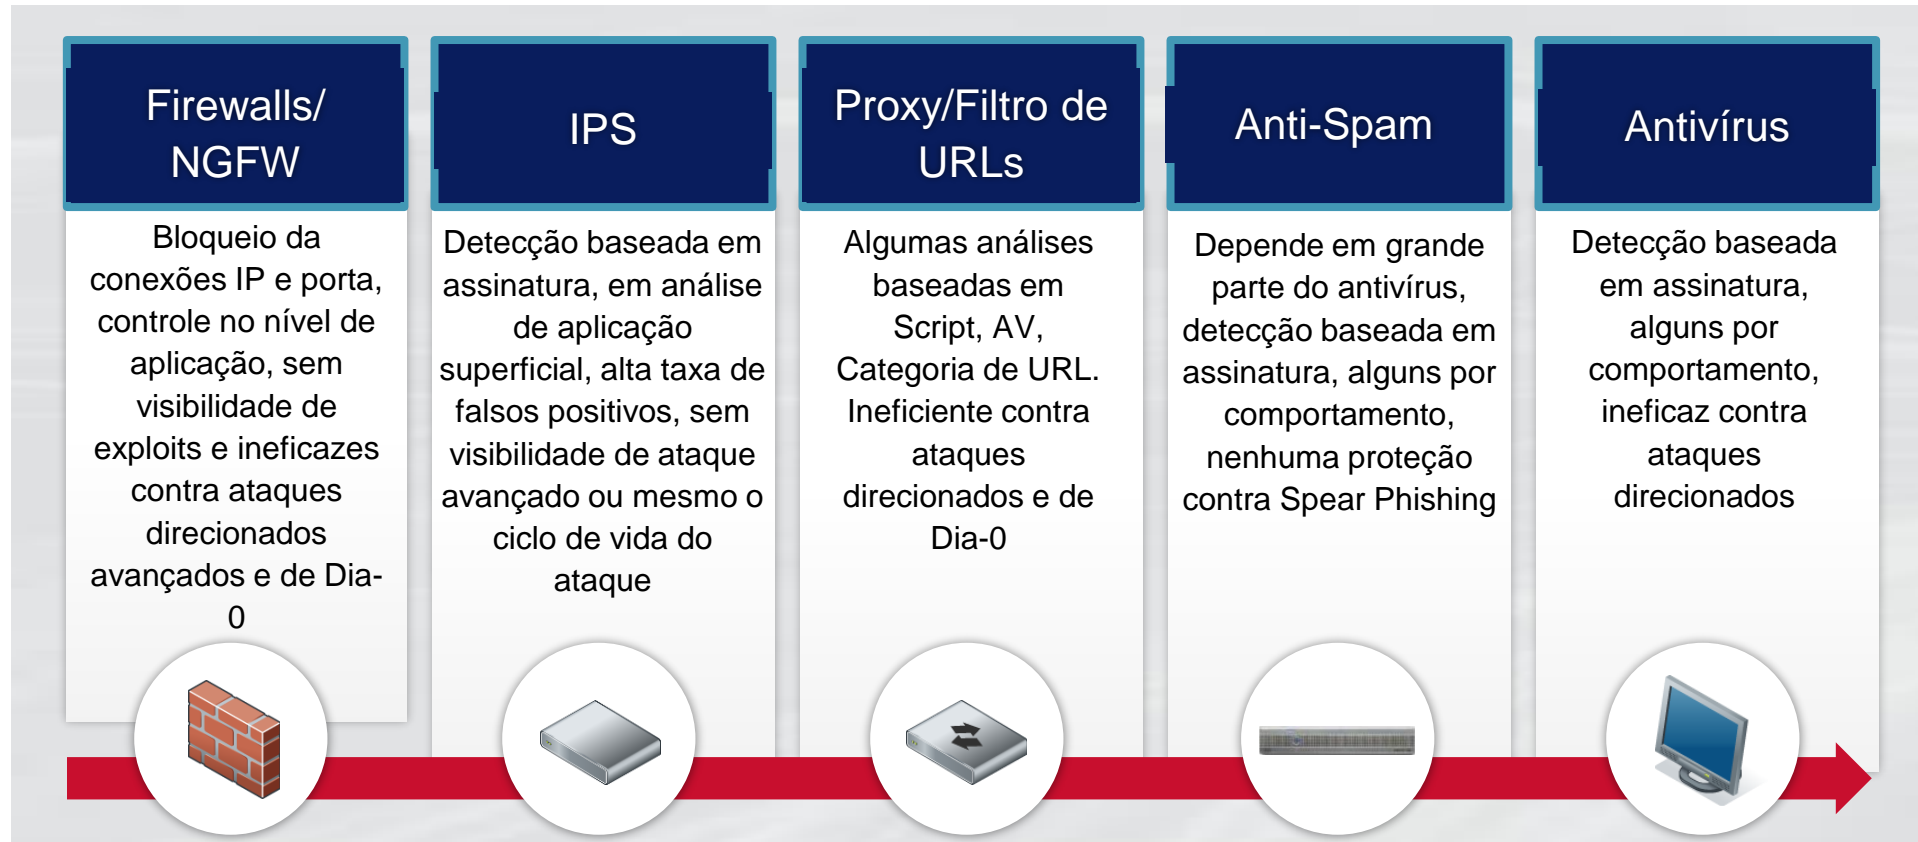 Firewalls/
NGFW
Bloqueio da
conexões IP e porta,
controle no nível de
aplicação, sem
visibilidade de
exploits e ineficazes
contra ataques
direcionados
avançados e de Dia-
0
IPS
Detecção baseada em
assinatura, em análise
de aplicação
superficial, alta taxa de
falsos positivos, sem
visibilidade de ataque
avançado ou mesmo o
ciclo de vida do
ataque
Proxy/Filtro de
URLs
Algumas análises
baseadas em
Script, AV,
Categoria de URL.
Ineficiente contra
ataques
direcionados e de
Dia-0
Anti-Spam
Depende em grande
parte do antivírus,
detecção baseada em
assinatura, alguns por
comportamento,
nenhuma proteção
contra Spear Phishing
Antivírus
Detecção baseada
em assinatura,
alguns por
comportamento,
ineficaz contra
ataques
direcionados